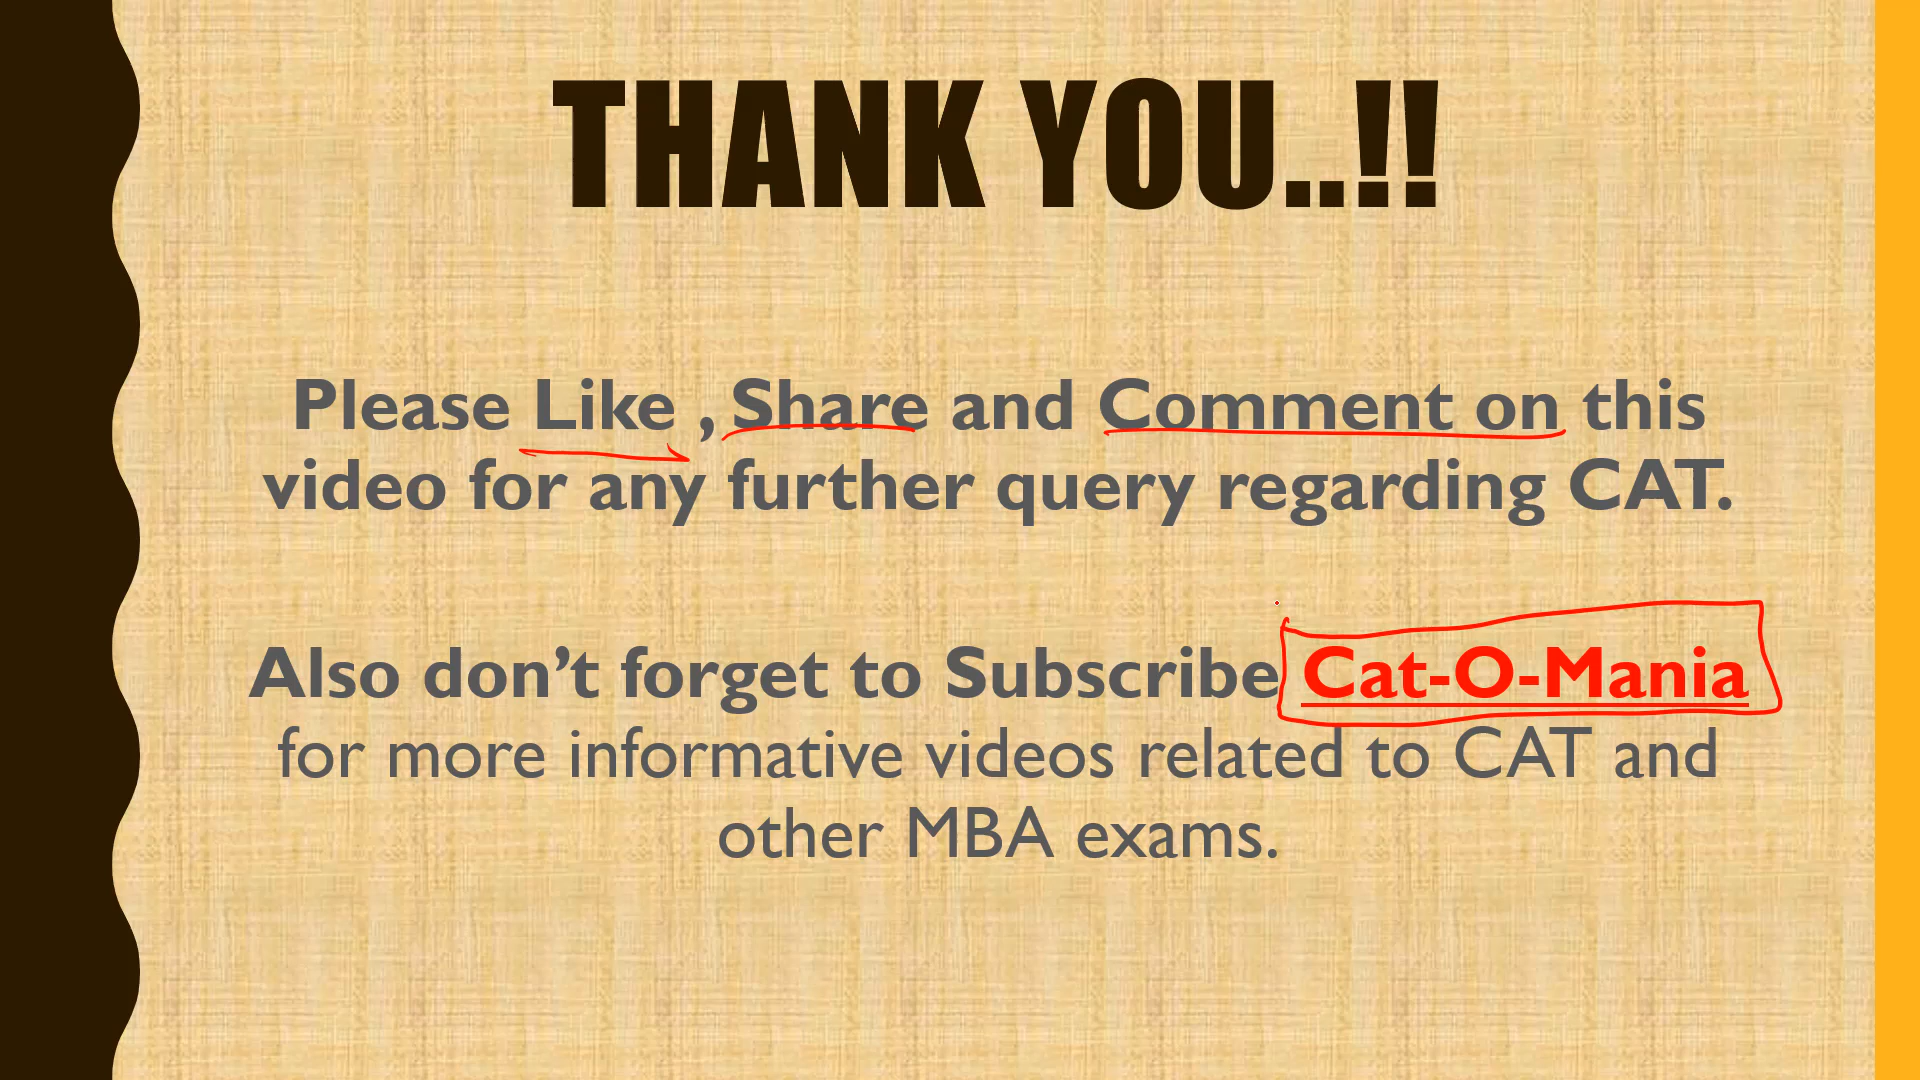 THANK YOU..!!
Please Like , Share and Comment on this
video for any further query regarding CAT.
Also don’t forget to Subscribe Cat-O-Mania
for more informative videos related to CAT and
other MBA exams.